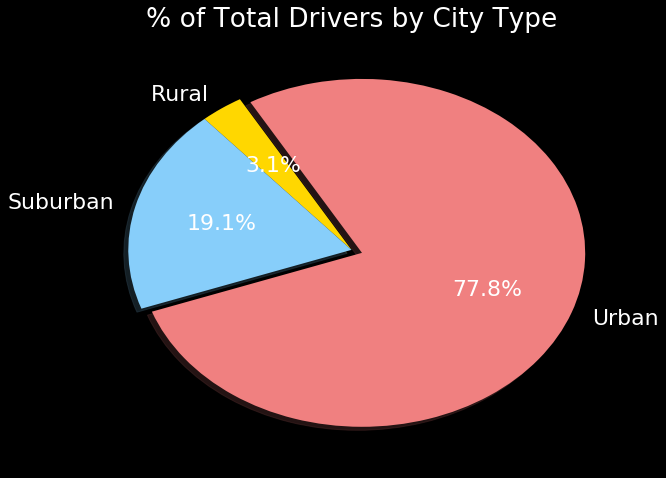 % of Total Drivers by City Type
Rural
3.1%
Suburban
19.1%
77.8%
Urban